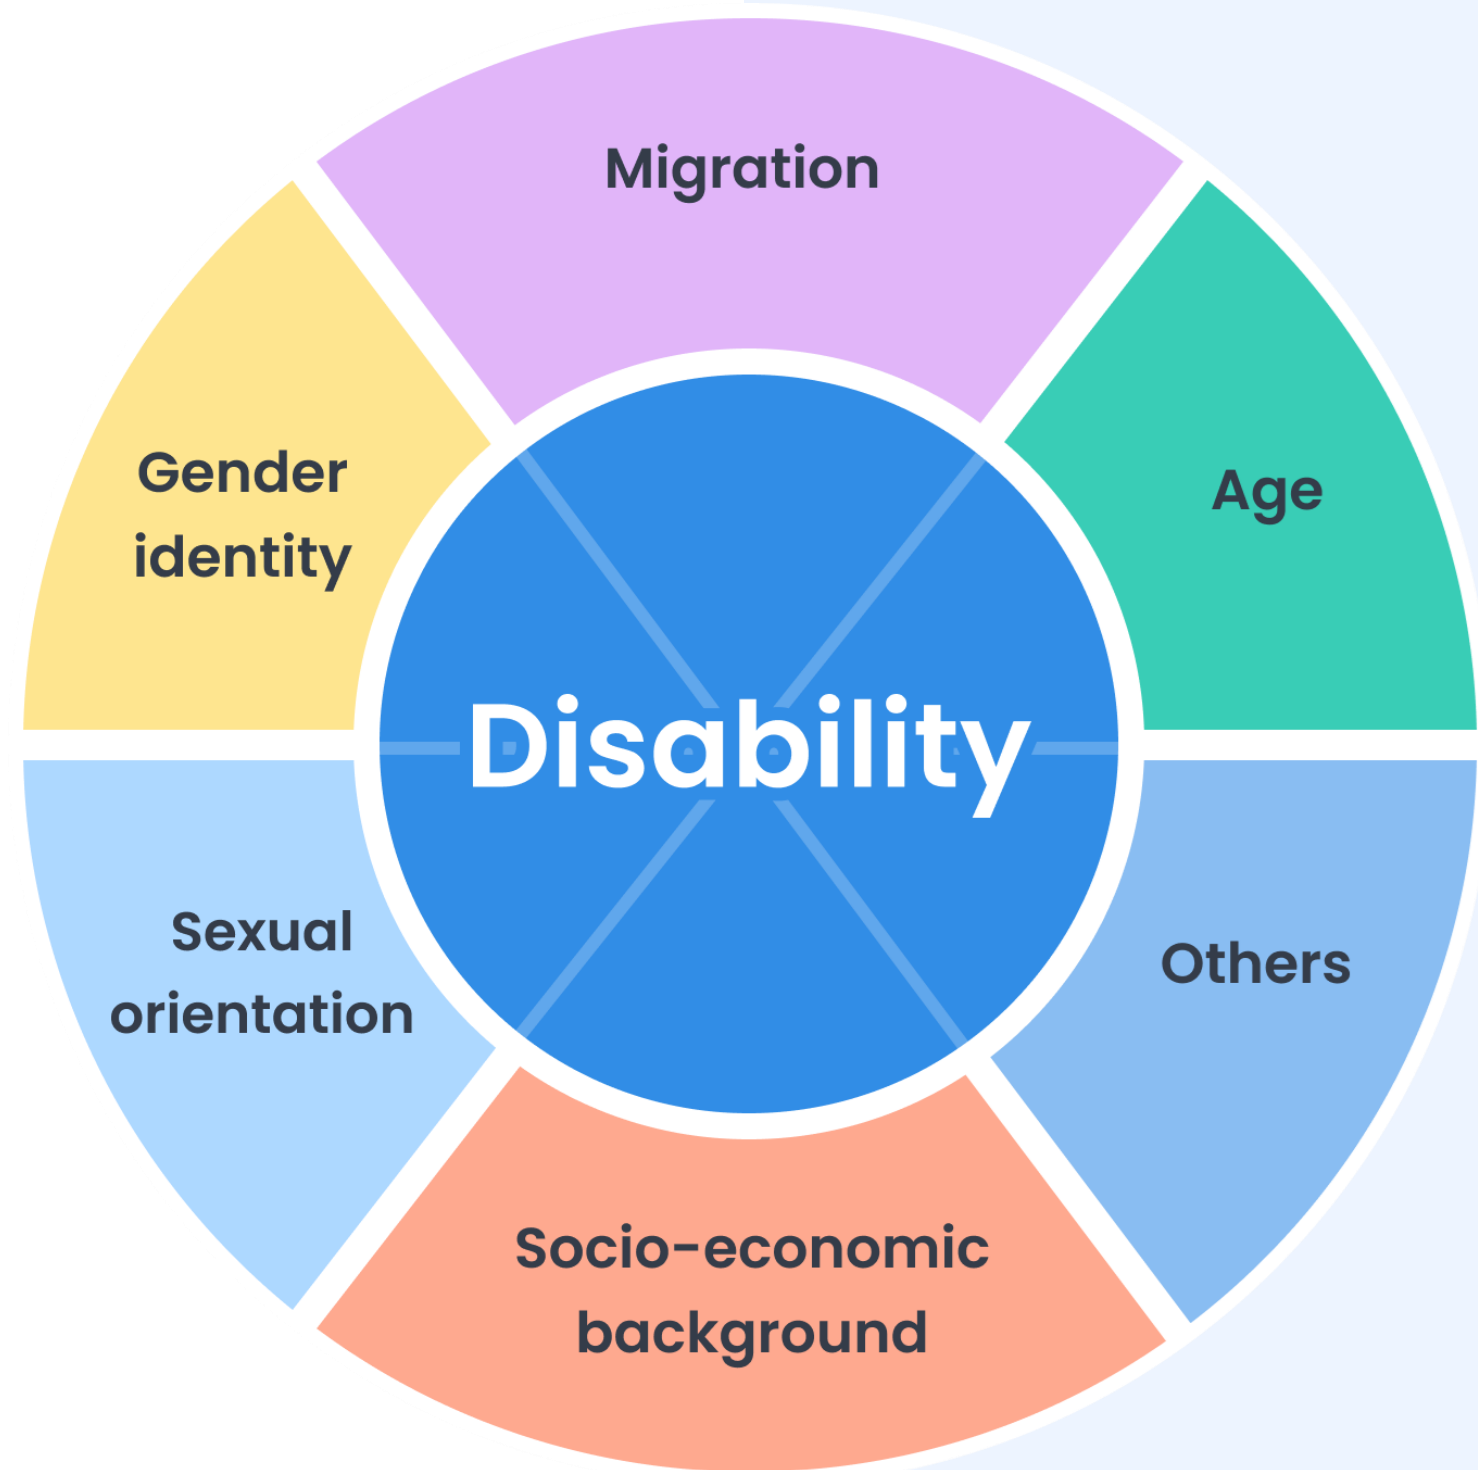 Migration
Gender
identity
Age
Disability
Sexual
orientation
Others
Socio-economic
background